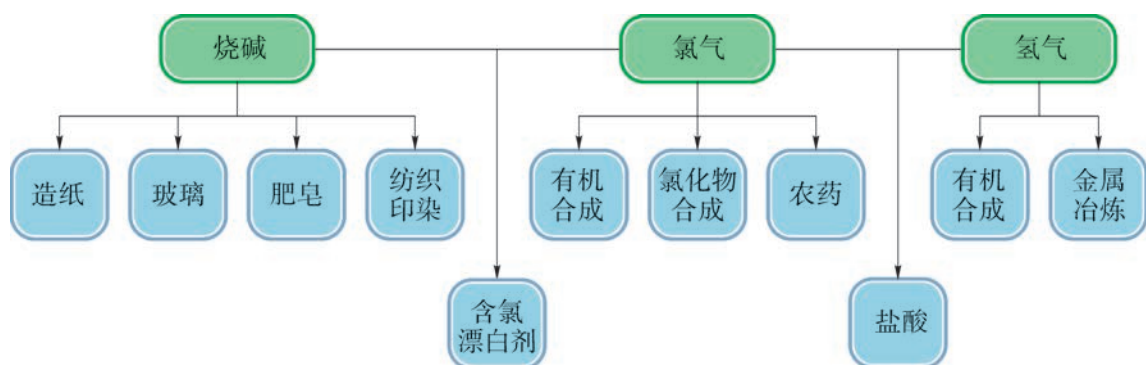 烧碱
氯气
氢气
造纸
玻璃
肥皂
纺织
印染
有机
合成
氯化物
合成
农药
有机
合成
金属
冶炼
含氯
漂白剂
盐酸